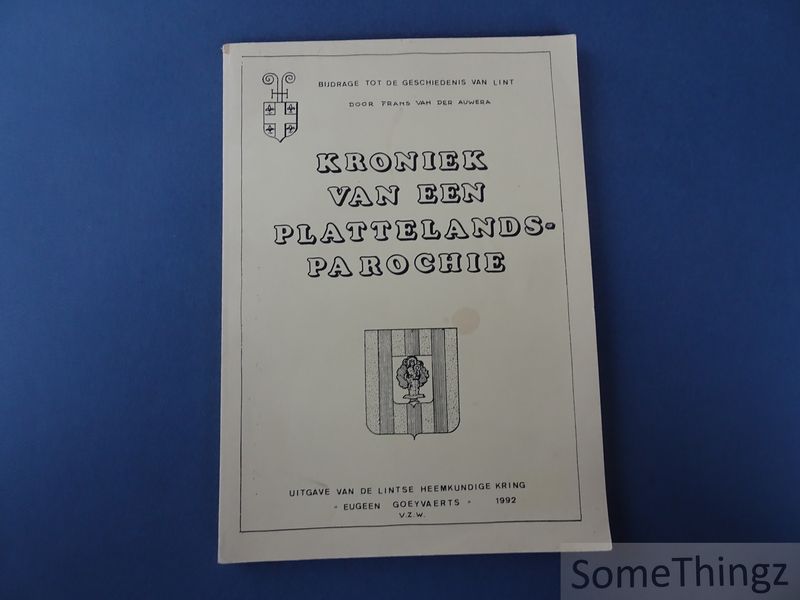 BIJDRAGE TOT DE GESCHIEDENIS VAN LINT
DOOR FRANS VAN DER AUWERA
KRONIEK
VAN EEN
PLATTELANDS-
PAROCHIE
UITGAVE VAN DE LINTSE HEEMKUNDIGE KRING
" EUGEEN GOEYVAERTS " 1992
V.Z.W.
SomeThingz